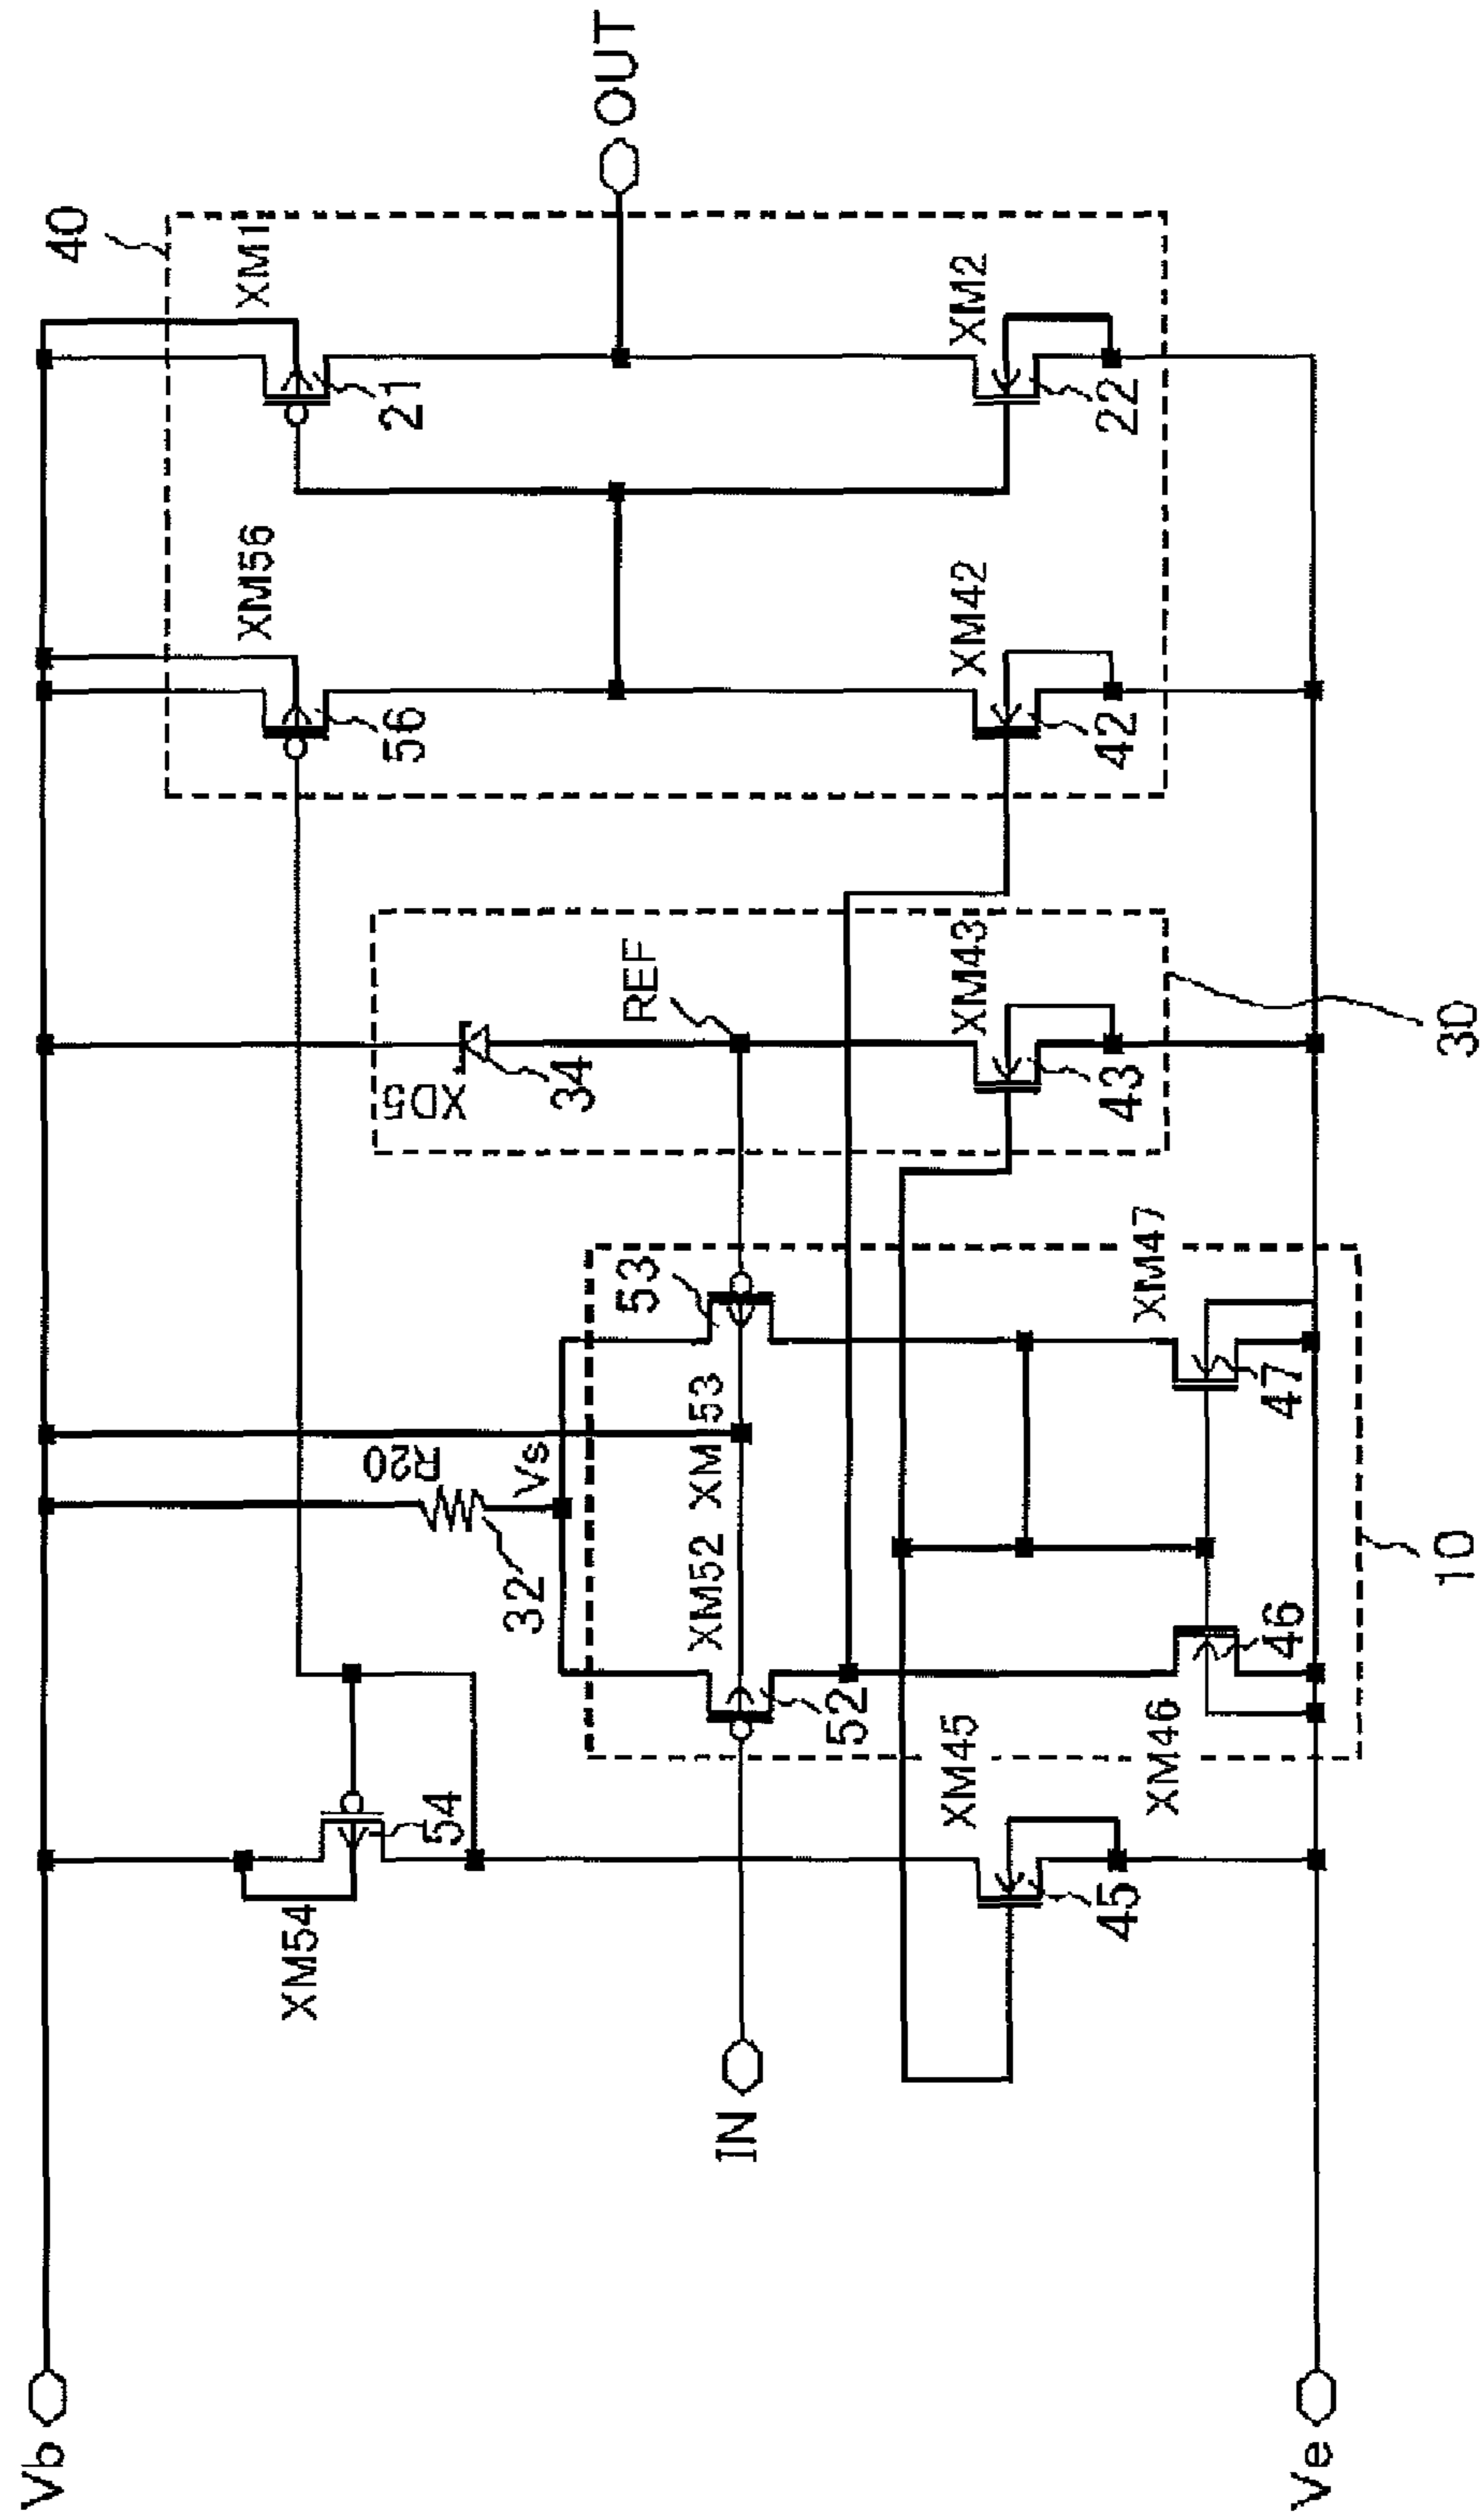 Vb
XM54
54
R20
32
Vs
XD5
34
REF
XM56
56
40
XM1
21
OUT
IN
XM52
52
XM53
53
XM45
45
XM46
46
XM47
47
10
XM43
43
30
XM42
42
XM2
22
Ve